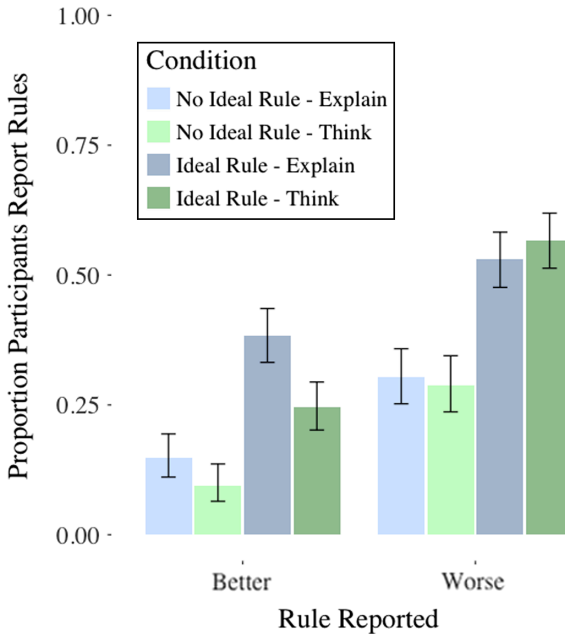 1.00
Condition
No Ideal Rule - Explain
No Ideal Rule - Think
Ideal Rule - Explain
Ideal Rule - Think
0.75
0.50
0.25
0.00
Proportion Participants Report Rules
Better
Worse
Rule Reported